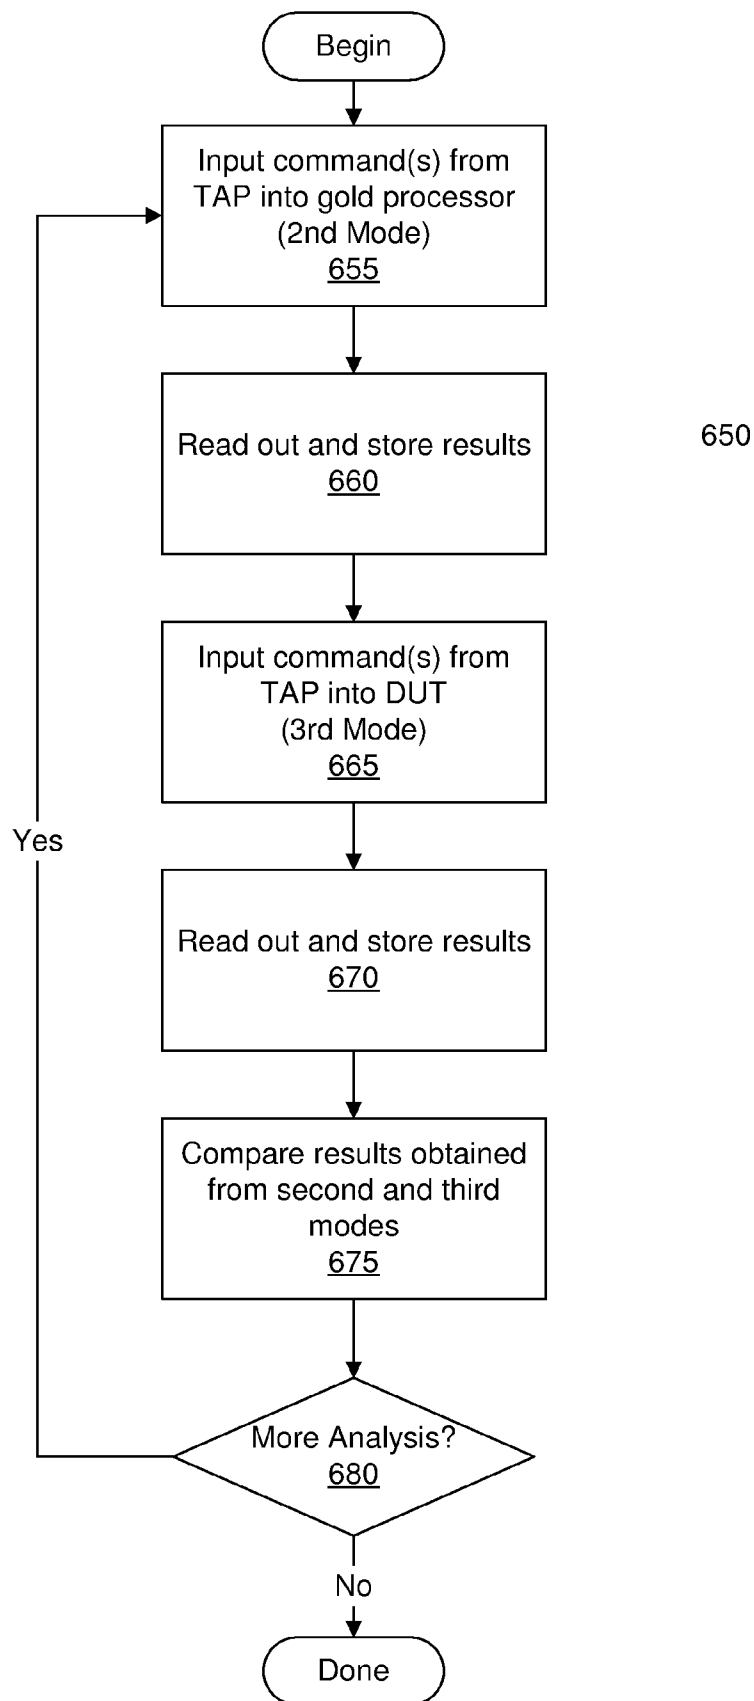 Begin
Input command(s) from
TAP into gold processor
(2nd Mode)
655
Read out and store results
660
650
Input command(s) from
TAP into DUT
(3rd Mode)
665
Yes
Read out and store results
670
Compare results obtained
from second and third
modes
675
More Analysis?
680
No
Done